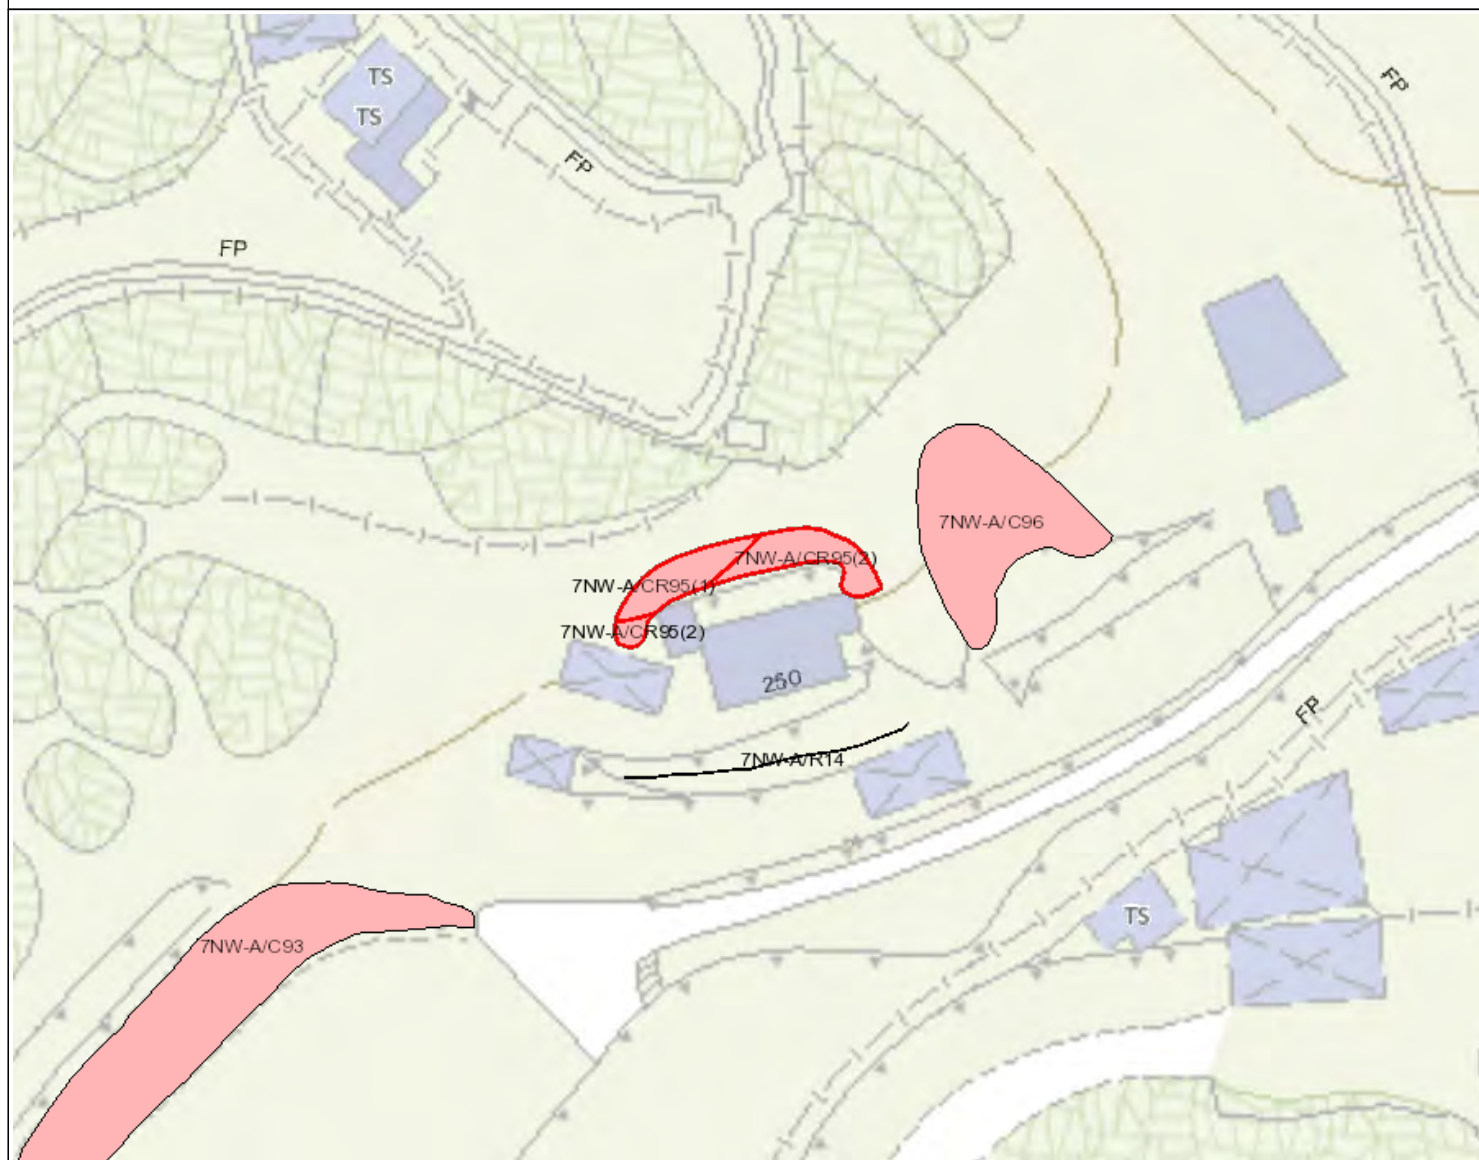 TS
TS
FP
FP
FP
7NW-A/C96
7NW-A/CR95(2)
7NW-A/CR95(1)
7NW-A/CR95(2)
250
FP
7NW-A/R14
TS
7NW-A/C93